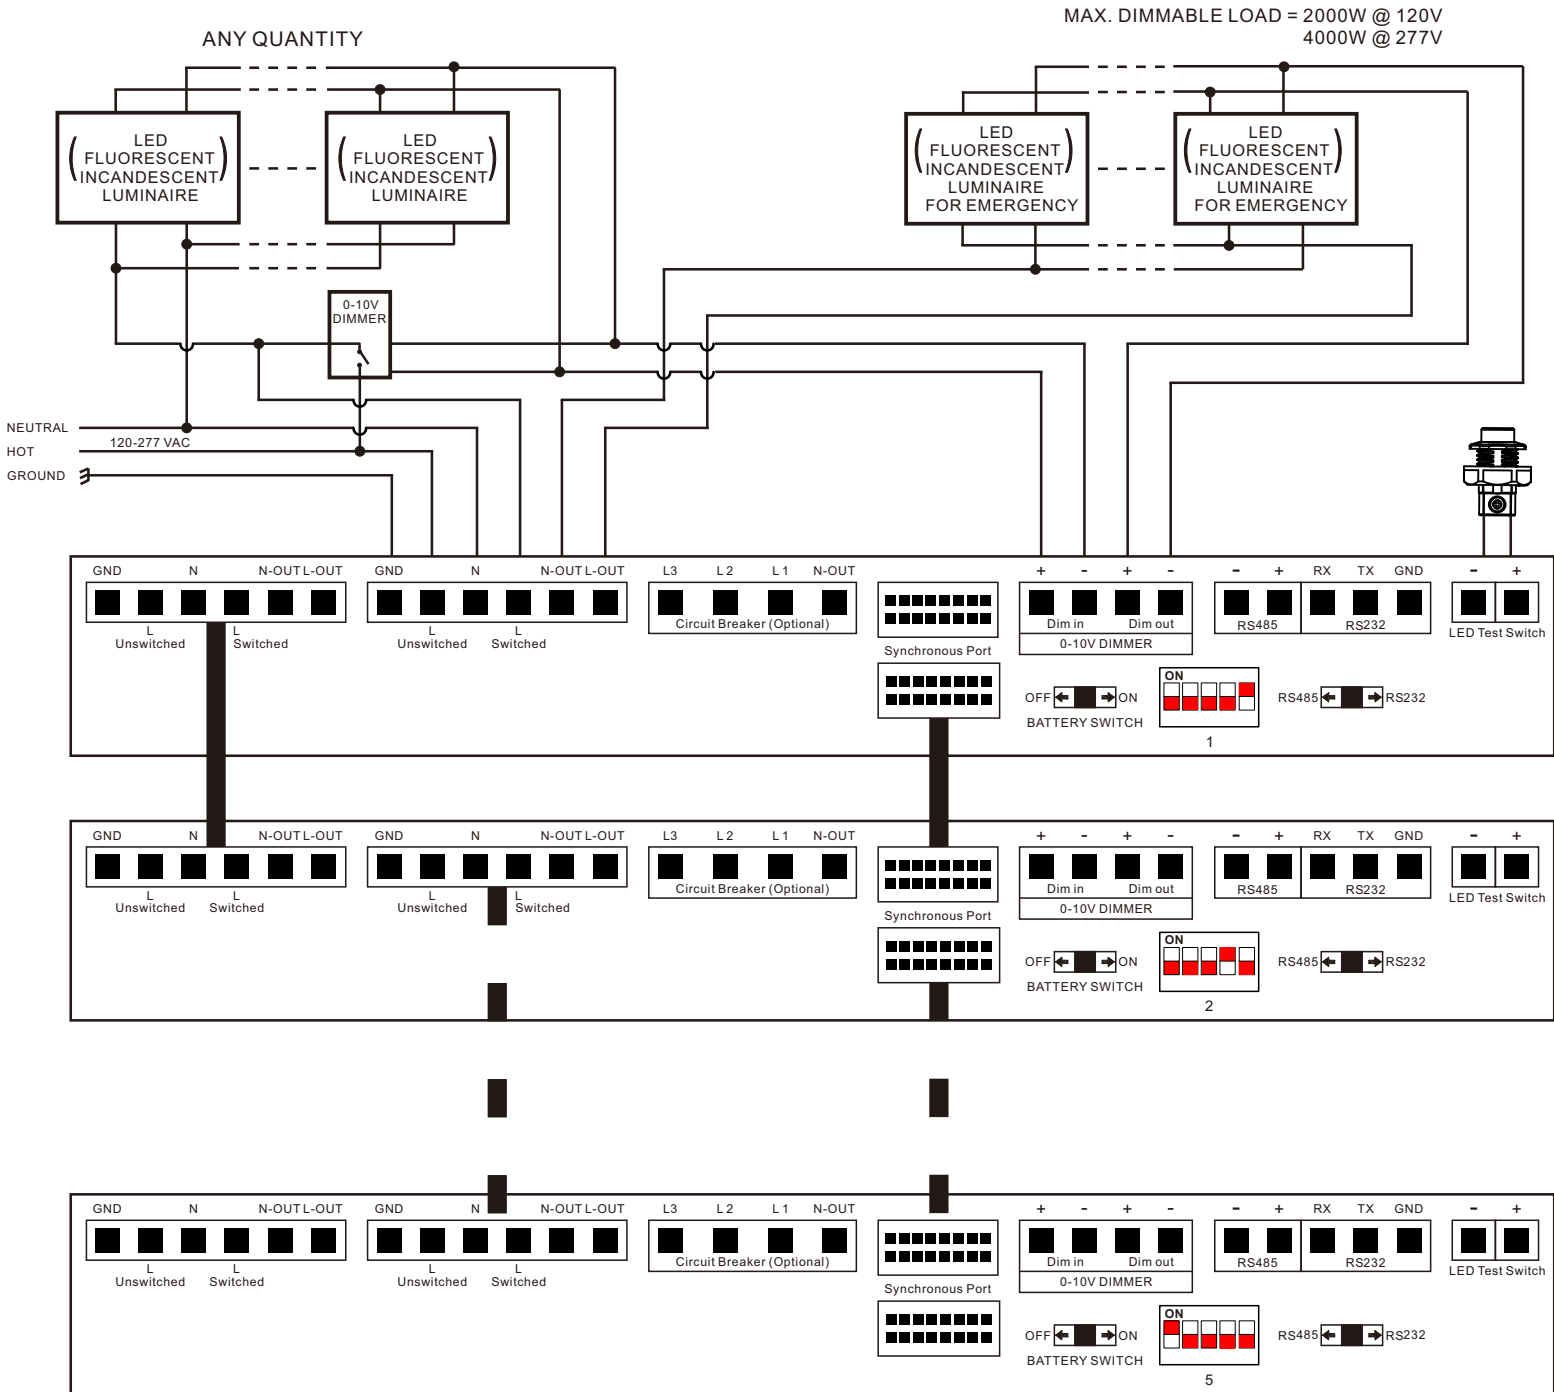 MAX. DIMMABLE LOAD = 2000W @ 120V
4000W @ 277V
ANY QUANTITY
( LED )
FLUORESCENT
INCANDESCENT
LUMINAIRE
( LED )
FLUORESCENT
INCANDESCENT
LUMINAIRE
( LED )
FLUORESCENT
INCANDESCENT
LUMINAIRE
FOR EMERGENCY
( LED )
FLUORESCENT
INCANDESCENT
LUMINAIRE
FOR EMERGENCY
0-10V
DIMMER
NEUTRAL
HOT
120-277 VAC
GROUND
GND N N-OUT L-OUT GND N N-OUT L-OUT L3 L2 L1 N-OUT + - + - - + RX TX GND - +
L L L L Circuit Breaker (Optional) Dim in Dim out RS485 RS232
Unswitched Switched Unswitched Switched Synchronous Port 0-10V DIMMER LED Test Switch
ON
OFF ON RS485 RS232
BATTERY SWITCH
1
GND N N-OUT L-OUT GND N N-OUT L-OUT L3 L2 L1 N-OUT + - + - - + RX TX GND - +
L L L L Circuit Breaker (Optional) Dim in Dim out RS485 RS232
Unswitched Switched Unswitched Switched Synchronous Port 0-10V DIMMER LED Test Switch
ON
OFF ON RS485 RS232
BATTERY SWITCH
2
GND N N-OUT L-OUT GND N N-OUT L-OUT L3 L2 L1 N-OUT + - + - - + RX TX GND - +
L L L L Circuit Breaker (Optional) Dim in Dim out RS485 RS232
Unswitched Switched Unswitched Switched Synchronous Port 0-10V DIMMER LED Test Switch
ON
OFF ON RS485 RS232
BATTERY SWITCH
5